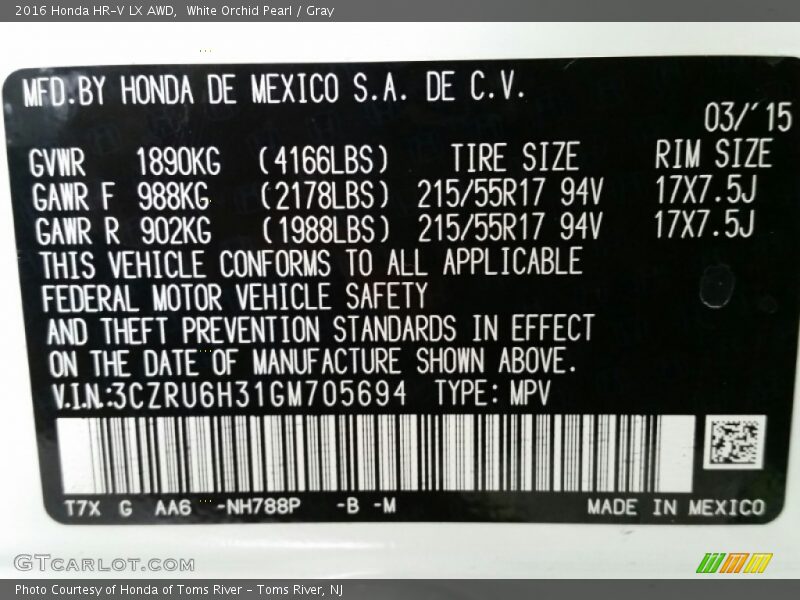 2016 Honda HR-V LX AWD, White Orchid Pearl / Gray
MFD.BY HONDA DE MEXICO S.A. DE C.V.
03/'15
GVWR 1890KG (4166LBS) TIRE SIZE RIM SIZE
GAWR F 988KG (2178LBS) 215/55R17 94V 17X7.5J
GAWR R 902KG (1988LBS) 215/55R17 94V 17X7.5J
THIS VEHICLE CONFORMS TO ALL APPLICABLE
FEDERAL MOTOR VEHICLE SAFETY
AND THEFT PREVENTION STANDARDS IN EFFECT
ON THE DATE OF MANUFACTURE SHOWN ABOVE.
V.I.N.:3CZRU6H31GM705694 TYPE: MPV
T7X G AA6 -NH788P -B -M MADE IN MEXICO
GTCARLOT.COM
Photo Courtesy of Honda of Toms River - Toms River, NJ